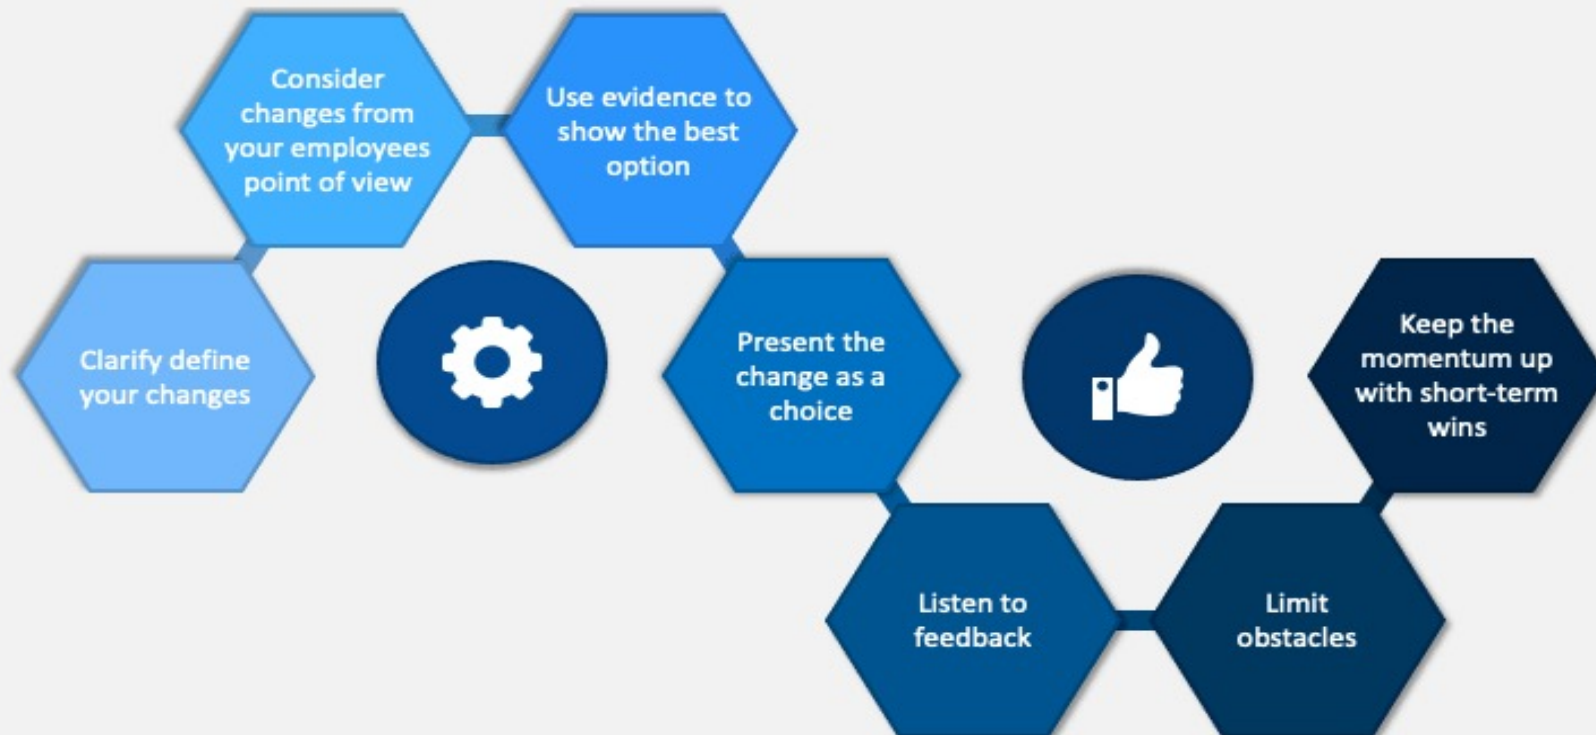 Clarify define
your changes
Consider
changes from
your employees
point of view
Use evidence to
show the best
option
Present the
change as a
choice
Listen to
feedback
Limit
obstacles
Keep the
momentum up
with short-term
wins